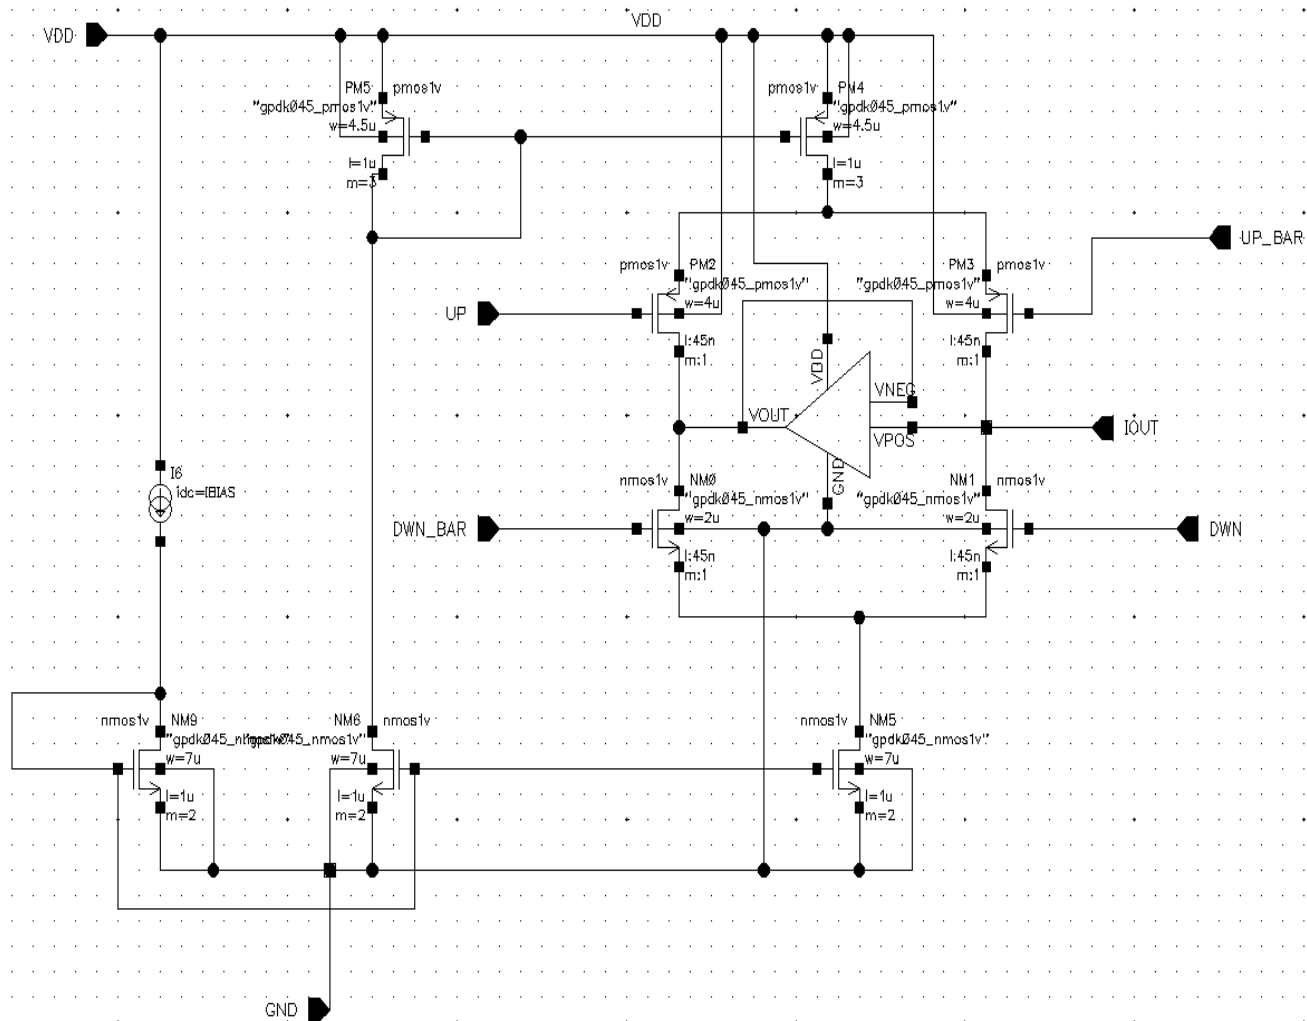 VDD
VDD
PM5 pmos1v
"gpdk045_pmos1v"
w=4.5u
l=1u
m=3
pmos1v PM4
"gpdk045_pmos1v"
w=4.5u
l=1u
m=3
UP_BAR
pmos1v PM2
"gpdk045_pmos1v"
w=4u
l:45n
m:1
PM3 pmos1v
"gpdk045_pmos1v"
w=4u
l:45n
m:1
UP
VDD
VNEG
VOUT
VPOS
GND
IOUT
I6
idc=IBIAS
nmos1v NM0
"gpdk045_nmos1v"
w=2u
l:45n
m:1
NM1 nmos1v
"gpdk045_nmos1v"
w=2u
l:45n
m:1
DWN_BAR
DWN
nmos1v NM9
w=7u
l=1u
m=2
NM6 nmos1v
w=7u
l=1u
m=2
nmos1v NM5
"gpdk045_nmos1v"
w=7u
l=1u
m=2
GND